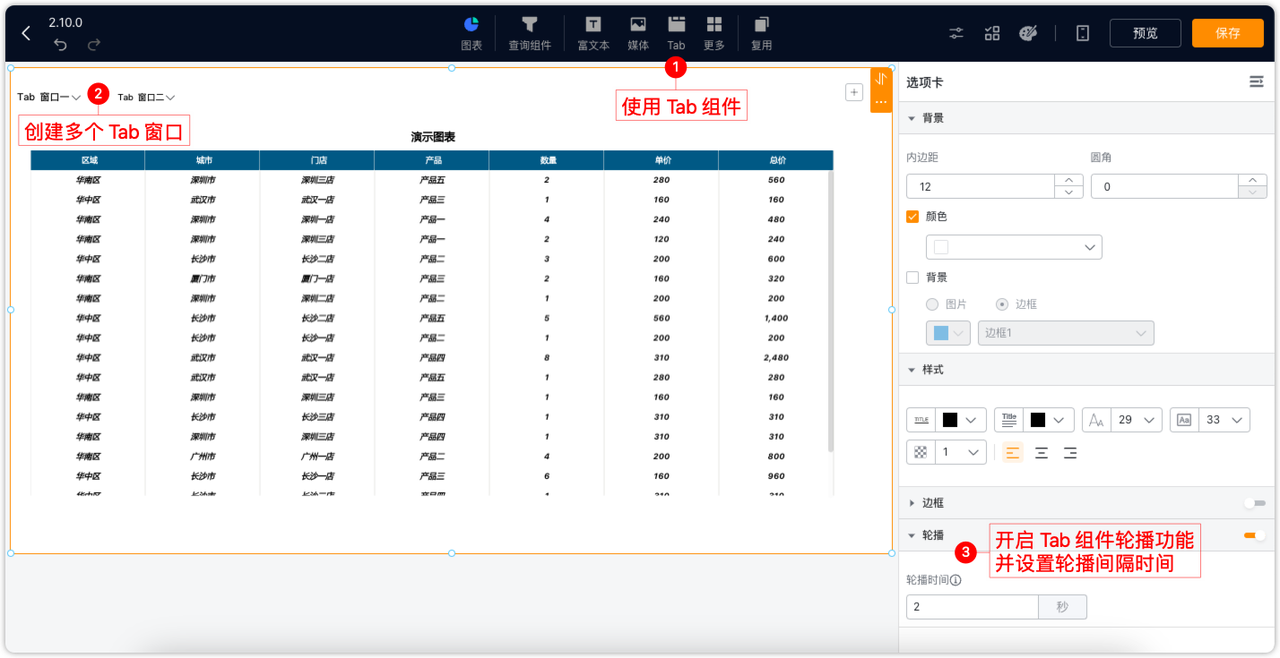 2.10.0
图表
查询组件
富文本
媒体
Tab
更多
复用
预览
保存
1
使用 Tab 组件
Tab 窗口一
2
Tab 窗口二
创建多个 Tab 窗口
演示图表
区域 城市 门店 产品 数量 单价 总价
华南区 深圳市 深圳三店 产品五 2 280 560
华中区 武汉市 武汉一店 产品三 1 160 160
华南区 深圳市 深圳一店 产品一 4 240 480
华南区 深圳市 深圳三店 产品一 2 120 240
华中区 长沙市 长沙二店 产品二 3 200 600
华南区 厦门市 厦门一店 产品三 2 160 320
华南区 深圳市 深圳二店 产品二 1 200 200
华中区 长沙市 长沙二店 产品五 5 560 1,400
华中区 长沙市 长沙一店 产品二 1 200 200
华中区 武汉市 武汉一店 产品四 8 310 2,480
华中区 武汉市 武汉一店 产品五 1 280 280
华南区 深圳市 深圳三店 产品三 1 160 160
华中区 长沙市 长沙三店 产品四 1 310 310
华南区 深圳市 深圳三店 产品四 1 310 310
华南区 广州市 广州一店 产品二 4 200 800
华中区 长沙市 长沙一店 产品三 6 160 960
华中区 长沙市 长沙二店 产品四 1 310 310
选项卡
背景
内边距
圆角
12
0
颜色
背景
图片
边框
边框1
样式
TITLE
Title
29
Aa
33
1
边框
轮播
3
开启 Tab 组件轮播功能
并设置轮播间隔时间
轮播时间
2
秒